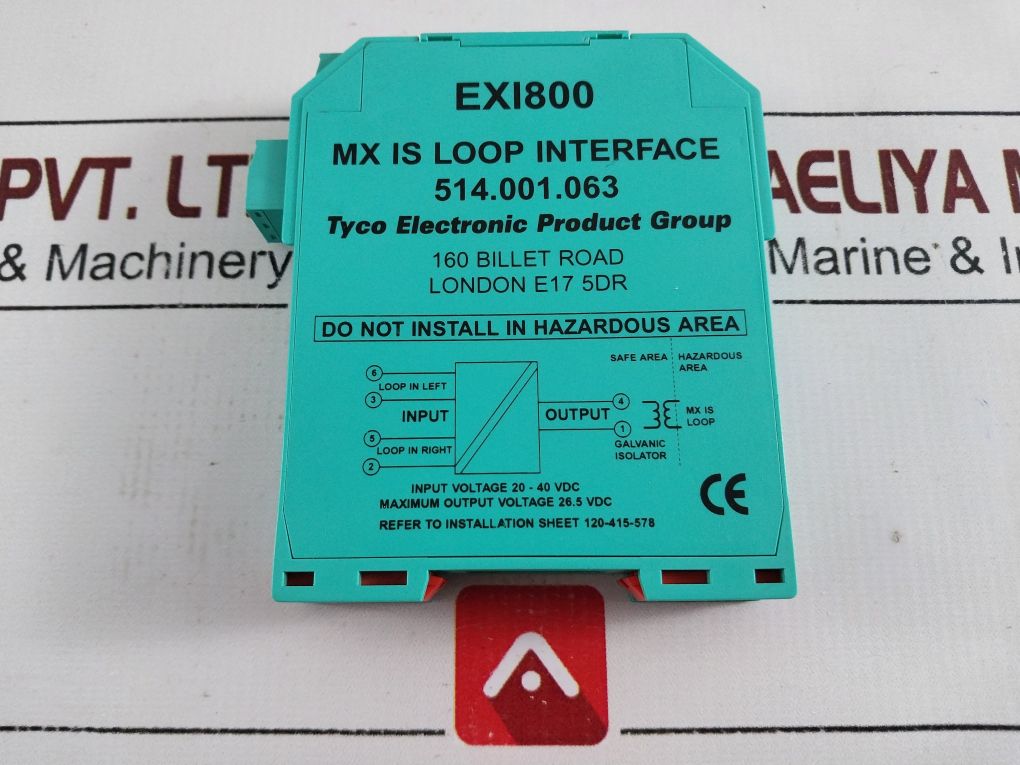 EXI800
MX IS LOOP INTERFACE
514.001.063
Tyco Electronic Product Group
160 BILLET ROAD
LONDON E17 5DR
DO NOT INSTALL IN HAZARDOUS AREA
SAFE AREA HAZARDOUS AREA
6
LOOP IN LEFT
3
INPUT
5
LOOP IN RIGHT
2
OUTPUT
4
1
MX IS
LOOP
GALVANIC
ISOLATOR
INPUT VOLTAGE 20 - 40 VDC
MAXIMUM OUTPUT VOLTAGE 26.5 VDC
REFER TO INSTALLATION SHEET 120-415-578
CE
PVT. LT
& Machinery
AELIYA M
Marine & In